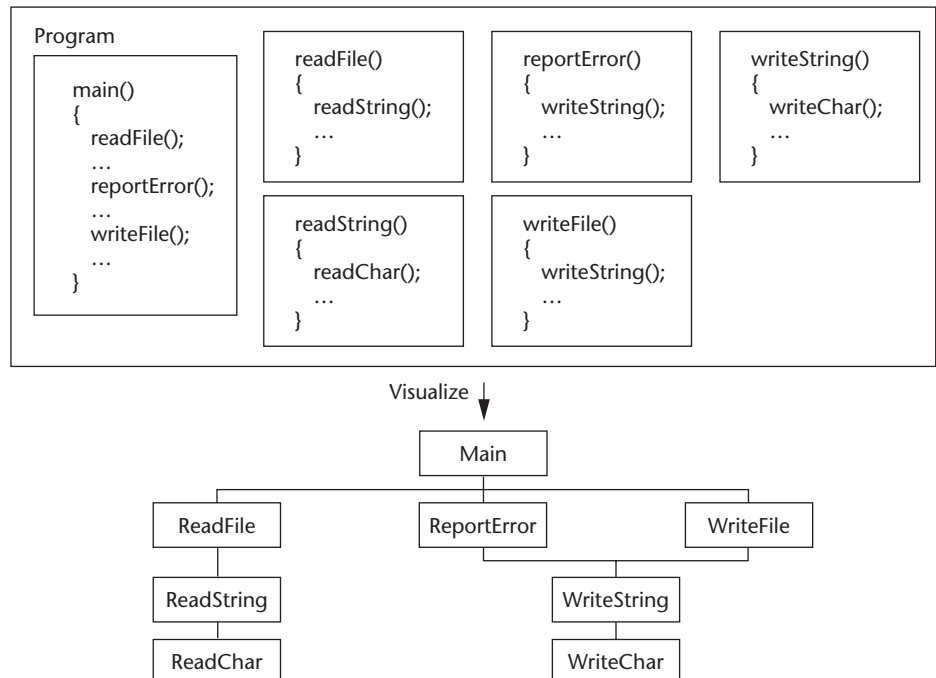 Program
main()
{
readFile();
…
reportError();
…
writeFile();
…
}
readFile()
{
readString();
…
}
reportError()
{
writeString();
…
}
writeString()
{
writeChar();
…
}
readString()
{
readChar();
…
}
writeFile()
{
writeString();
…
}
Visualize
Main
ReadFile
ReportError
WriteFile
ReadString
WriteString
ReadChar
WriteChar